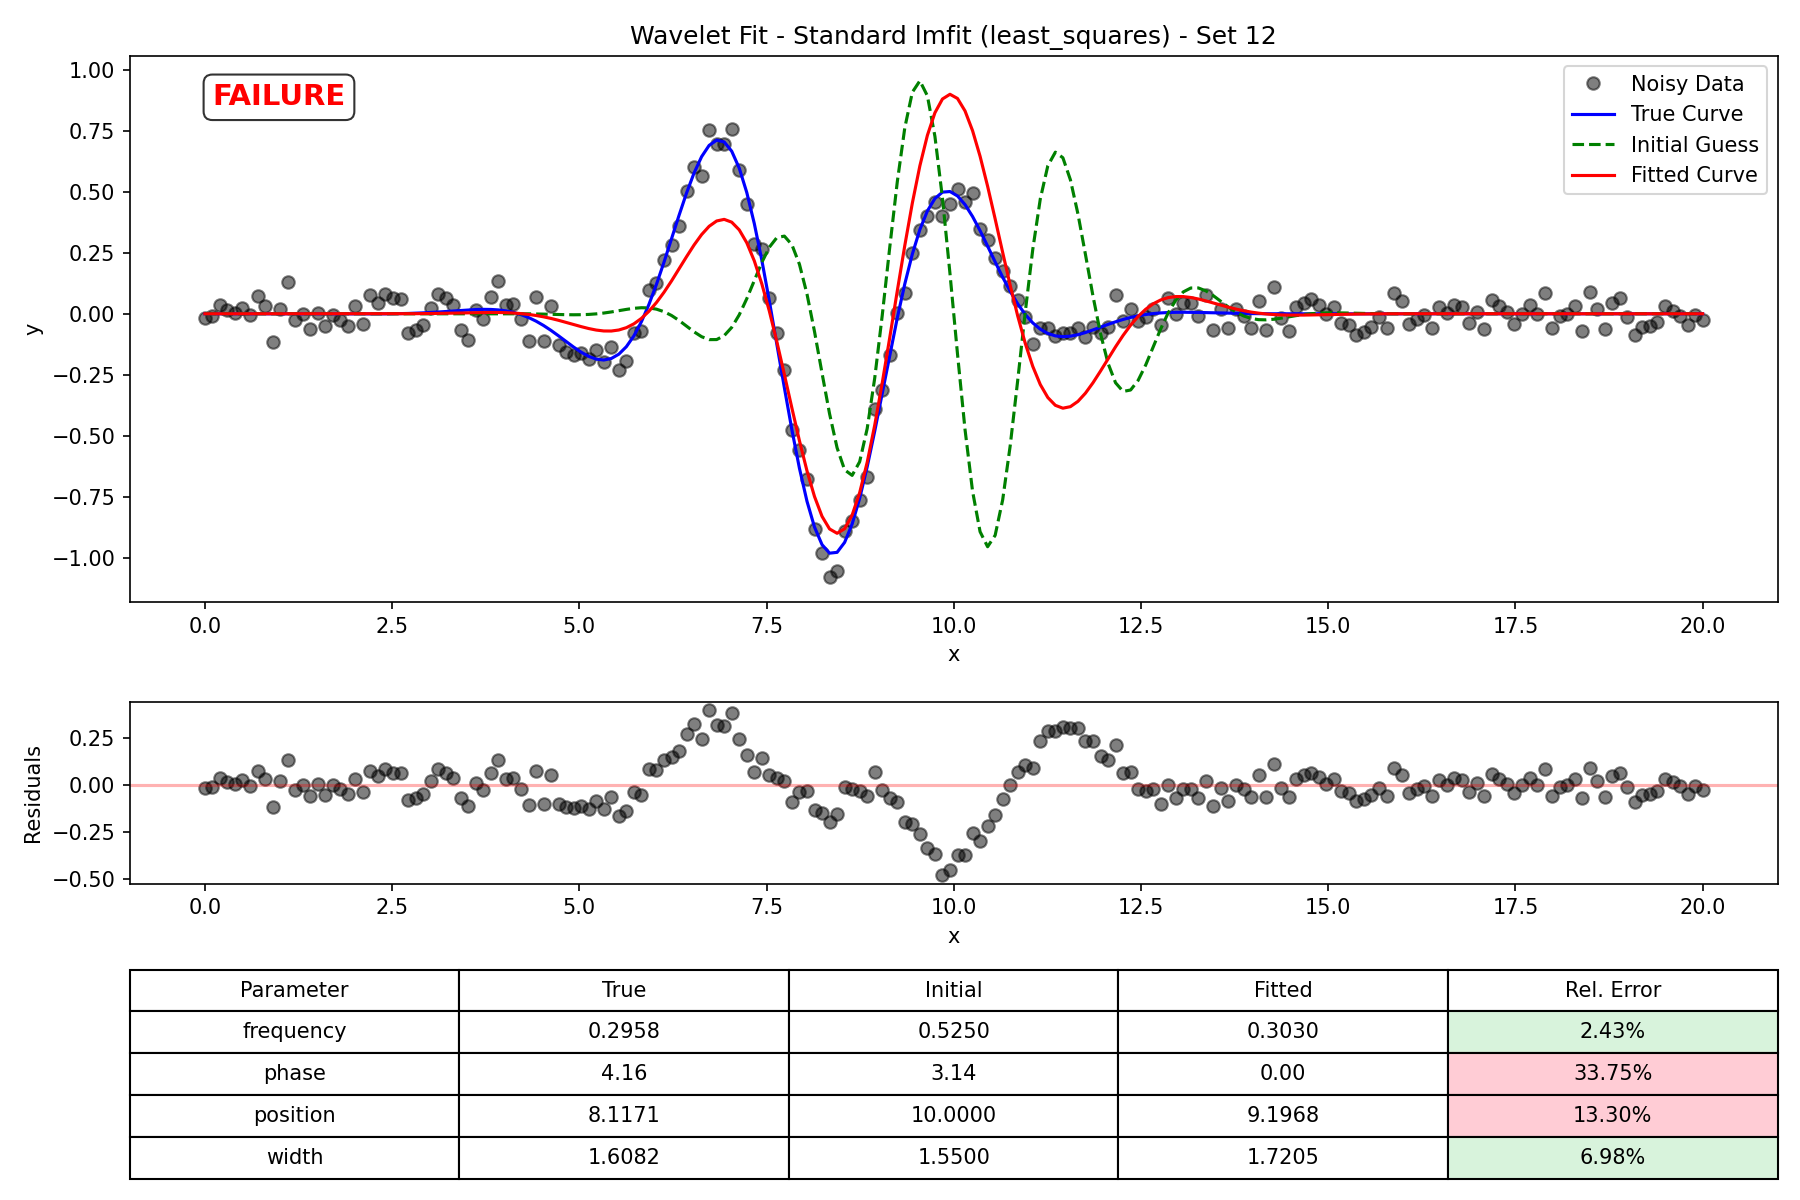 Wavelet Fit - Standard lmfit (least_squares) - Set 12
FAILURE
Noisy Data
True Curve
Initial Guess
Fitted Curve
1.00
0.75
0.50
0.25
0.00
−0.25
−0.50
−0.75
−1.00
y
0.0 2.5 5.0 7.5 10.0 12.5 15.0 17.5 20.0
x
0.25
0.00
−0.25
−0.50
Residuals
0.0 2.5 5.0 7.5 10.0 12.5 15.0 17.5 20.0
x
Parameter True Initial Fitted Rel. Error
frequency 0.2958 0.5250 0.3030 2.43%
phase 4.16 3.14 0.00 33.75%
position 8.1171 10.0000 9.1968 13.30%
width 1.6082 1.5500 1.7205 6.98%